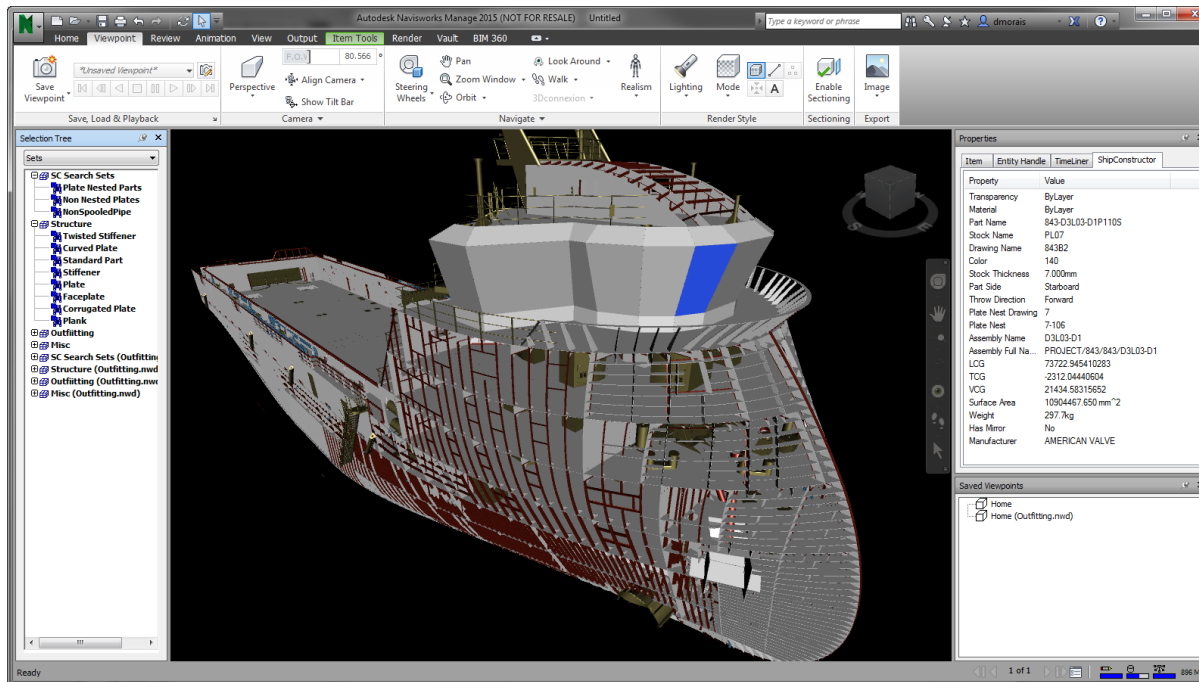 Autodesk Navisworks Manage 2015 (NOT FOR RESALE) Untitled
Type a keyword or phrase
dmorais
Home Viewpoint Review Animation View Output Item Tools Render Vault BIM 360
Save Viewpoint
*Unsaved Viewpoint*
Save, Load & Playback
Perspective
F.O.V. 80.566 °
Align Camera
Show Tilt Bar
Camera
Steering Wheels
Pan
Zoom Window
Orbit
Look Around
Walk
3Dconnexion
Realism
Navigate
Lighting
Mode
A
Render Style
Enable Sectioning
Sectioning
Image
Export
Selection Tree
Sets
SC Search Sets
Plate Nested Parts
Non Nested Plates
NonSpooledPipe
Structure
Twisted Stiffener
Curved Plate
Standard Part
Stiffener
Plate
Faceplate
Corrugated Plate
Plank
Outfiitting
Misc
SC Search Sets (Outfitting
Structure (Outfitting.nwd
Outfiitting (Outfitting.nwd
Misc (Outfitting.nwd)
S
E
Properties
Item Entity Handle TimeLiner ShipConstructor
Property Value
Transparency ByLayer
Material ByLayer
Part Name 843-D3L03-D1P110S
Stock Name PL07
Drawing Name 843B2
Color 140
Stock Thickness 7.000mm
Part Side Starboard
Throw Direction Forward
Plate Nest Drawing 7
Plate Nest 7-106
Assembly Name D3L03-D1
Assembly Full Na... PROJECT/843/843/D3L03-D1
LCG 73722.945410283
TCG -2312.04440604
VCG 21434.58315652
Surface Area 10904467.650 mm^2
Weight 297.7kg
Has Mirror No
Manufacturer AMERICAN VALVE
Saved Viewpoints
Home
Home (Outfitting.nwd)
Ready
1 of 1
896 M